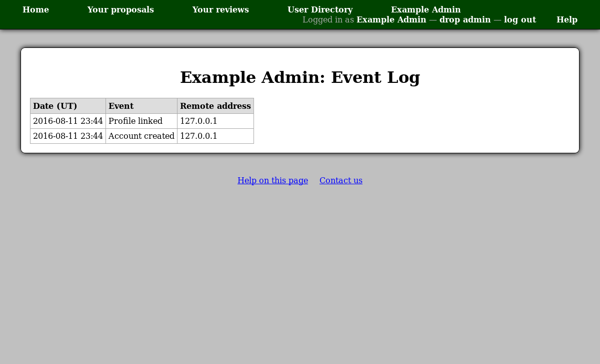 Home Your proposals Your reviews User Directory Example Admin
Logged in as Example Admin — drop admin — log out Help
Example Admin: Event Log
Date (UT) Event Remote address
2016-08-11 23:44 Profile linked 127.0.0.1
2016-08-11 23:44 Account created 127.0.0.1
Help on this page Contact us